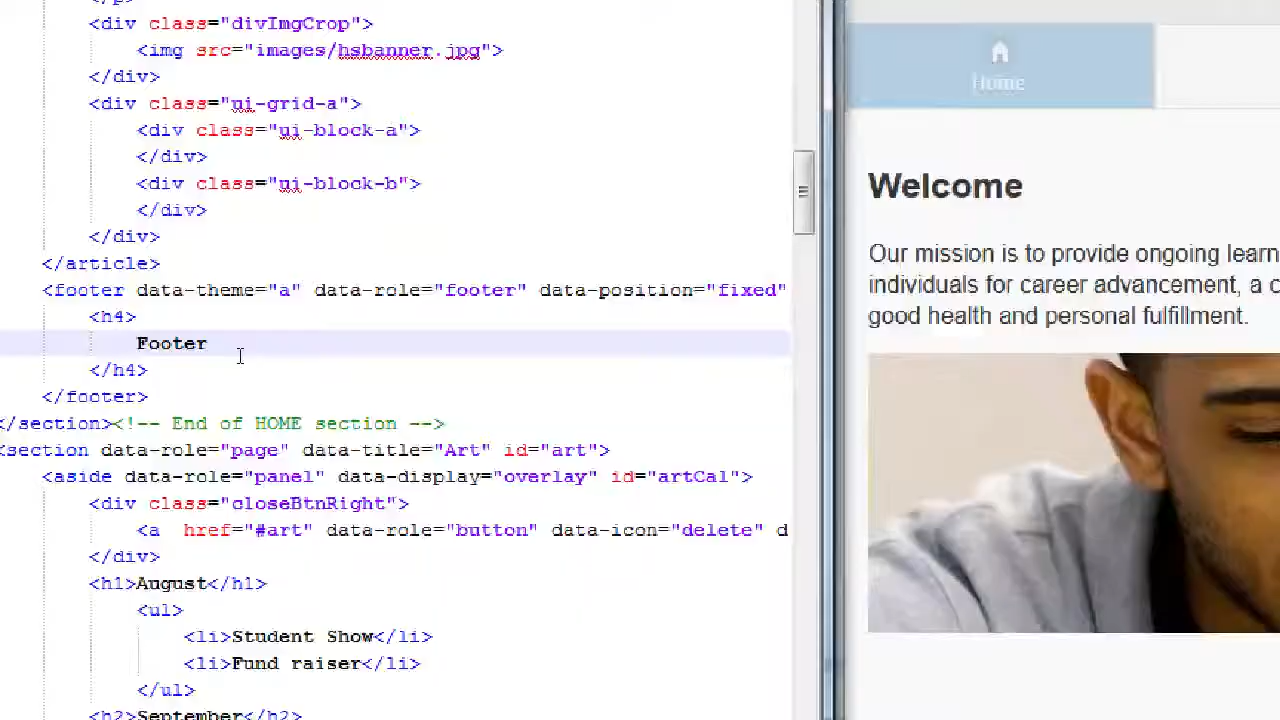 </p>
<div class="divImgCrop">
<img src="images/hsbanner.jpg">
</div>
<div class="ui-grid-a">
<div class="ui-block-a">
</div>
<div class="ui-block-b">
</div>
</div>
</article>
<footer data-theme="a" data-role="footer" data-position="fixed"
<h4>
Footer
</h4>
</footer>
</section><!-- End of HOME section -->
<section data-role="page" data-title="Art" id="art">
<aside data-role="panel" data-display="overlay" id="artCal">
<div class="closeBtnRight">
<a  href="#art" data-role="button" data-icon="delete" d
</div>
<h1>August</h1>
<ul>
<li>Student Show</li>
<li>Fund raiser</li>
</ul>
<h2>September</h2>
Home
Welcome
Our mission is to provide ongoing learn
individuals for career advancement, a c
good health and personal fulfillment.